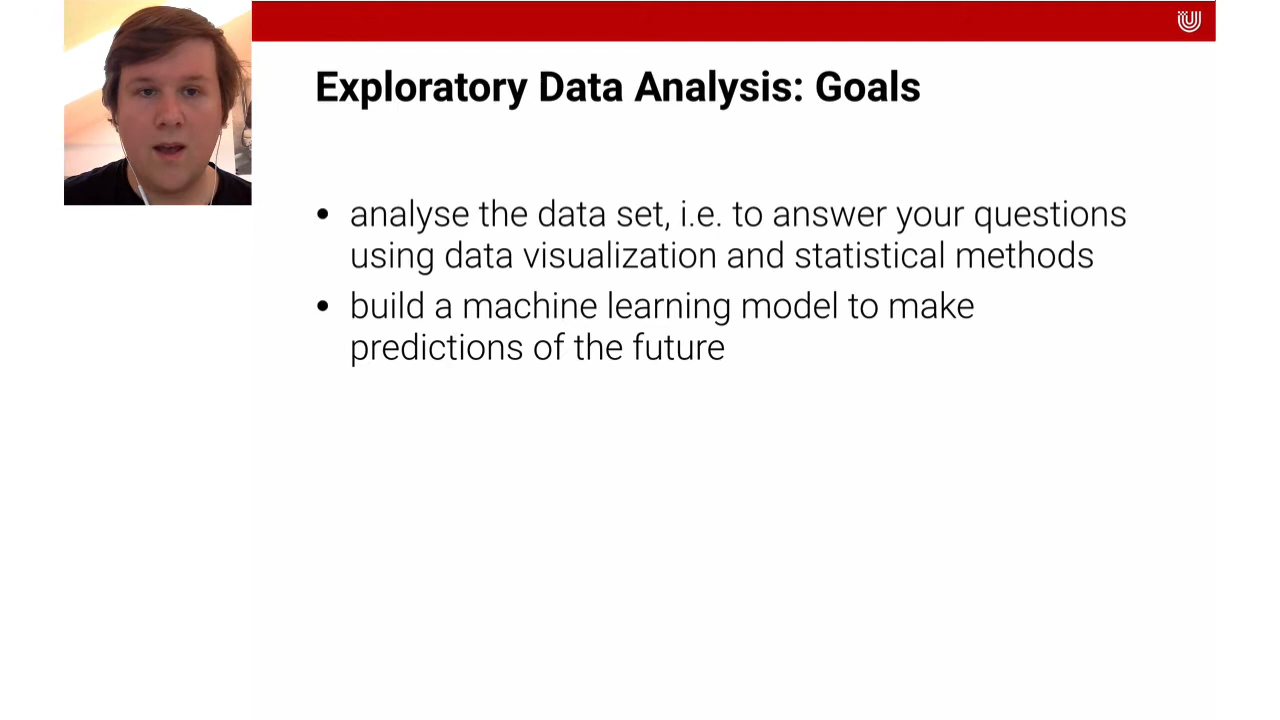 Exploratory Data Analysis: Goals
• analyse the data set, i.e. to answer your questions
using data visualization and statistical methods
• build a machine learning model to make
predictions of the future